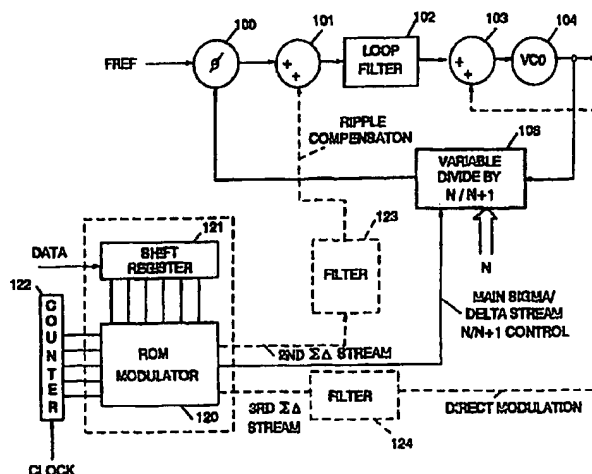 100
101
102
103
104
FREF
ϕ
+
+
LOOP
FILTER
+
+
VCO
RIPPLE
COMPENSATON
108
VARIABLE
DIVIDE BY
N / N+1
N
MAIN SIGMA/
DELTA STREAM
N/N+1 CONTROL
123
FILTER
121
DATA
SHIFT
REGISTER
122
COUNTER
ROM
MODULATOR
120
2ND ΣΔ STREAM
3RD ΣΔ
STREAM
FILTER
124
DIRECT MODULATION
CLOCK